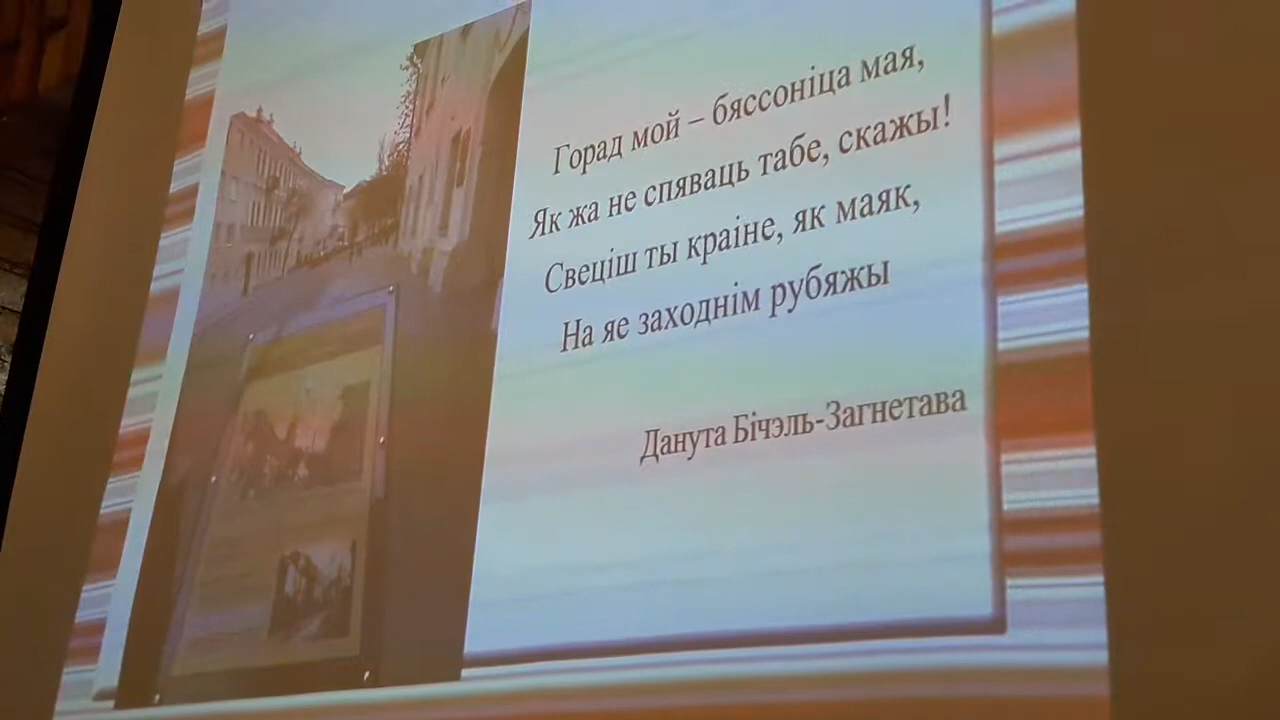 Горад мой – бяссоніца мая,
Як жа не спяваць табе, скажы!
Свеціш ты краіне, як маяк,
На яе заходнім рубяжы
Данута Бічэль-Загнетава